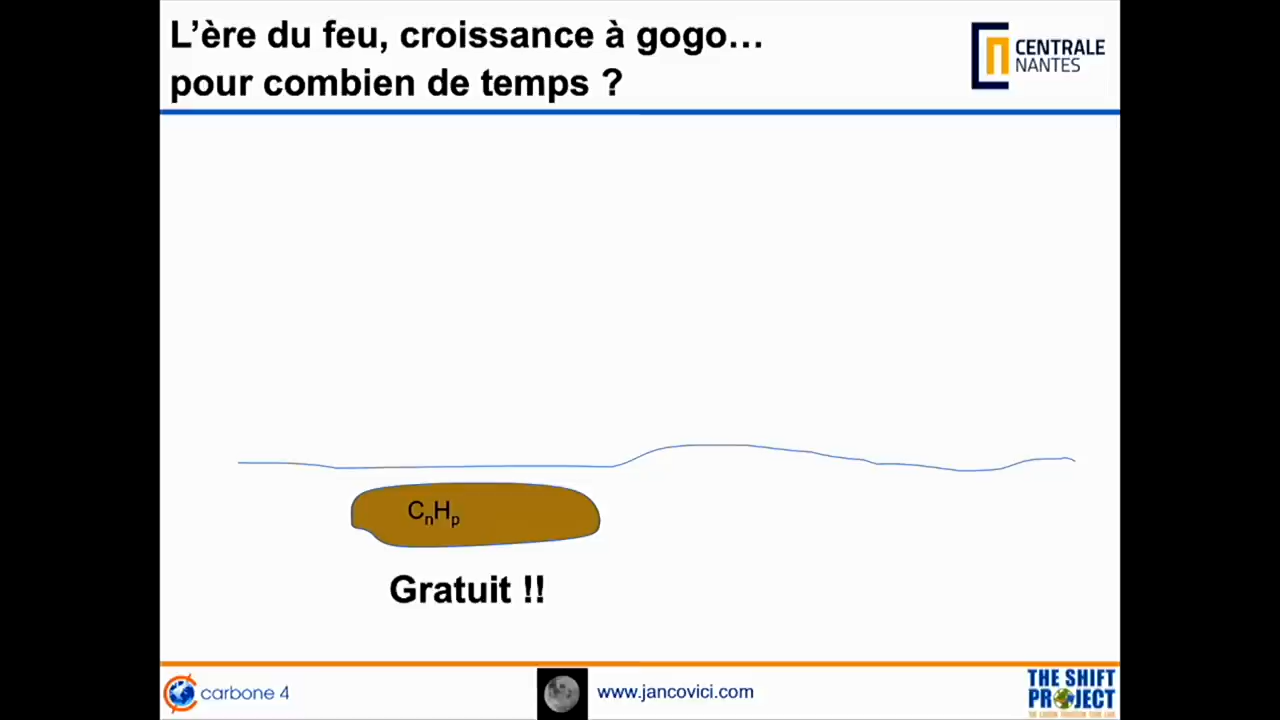 L'ère du feu, croissance à gogo…
pour combien de temps ?
CENTRALE
NANTES
CnHp
Gratuit !!
carbone 4
www.jancovici.com
THE SHIFT
PROJECT